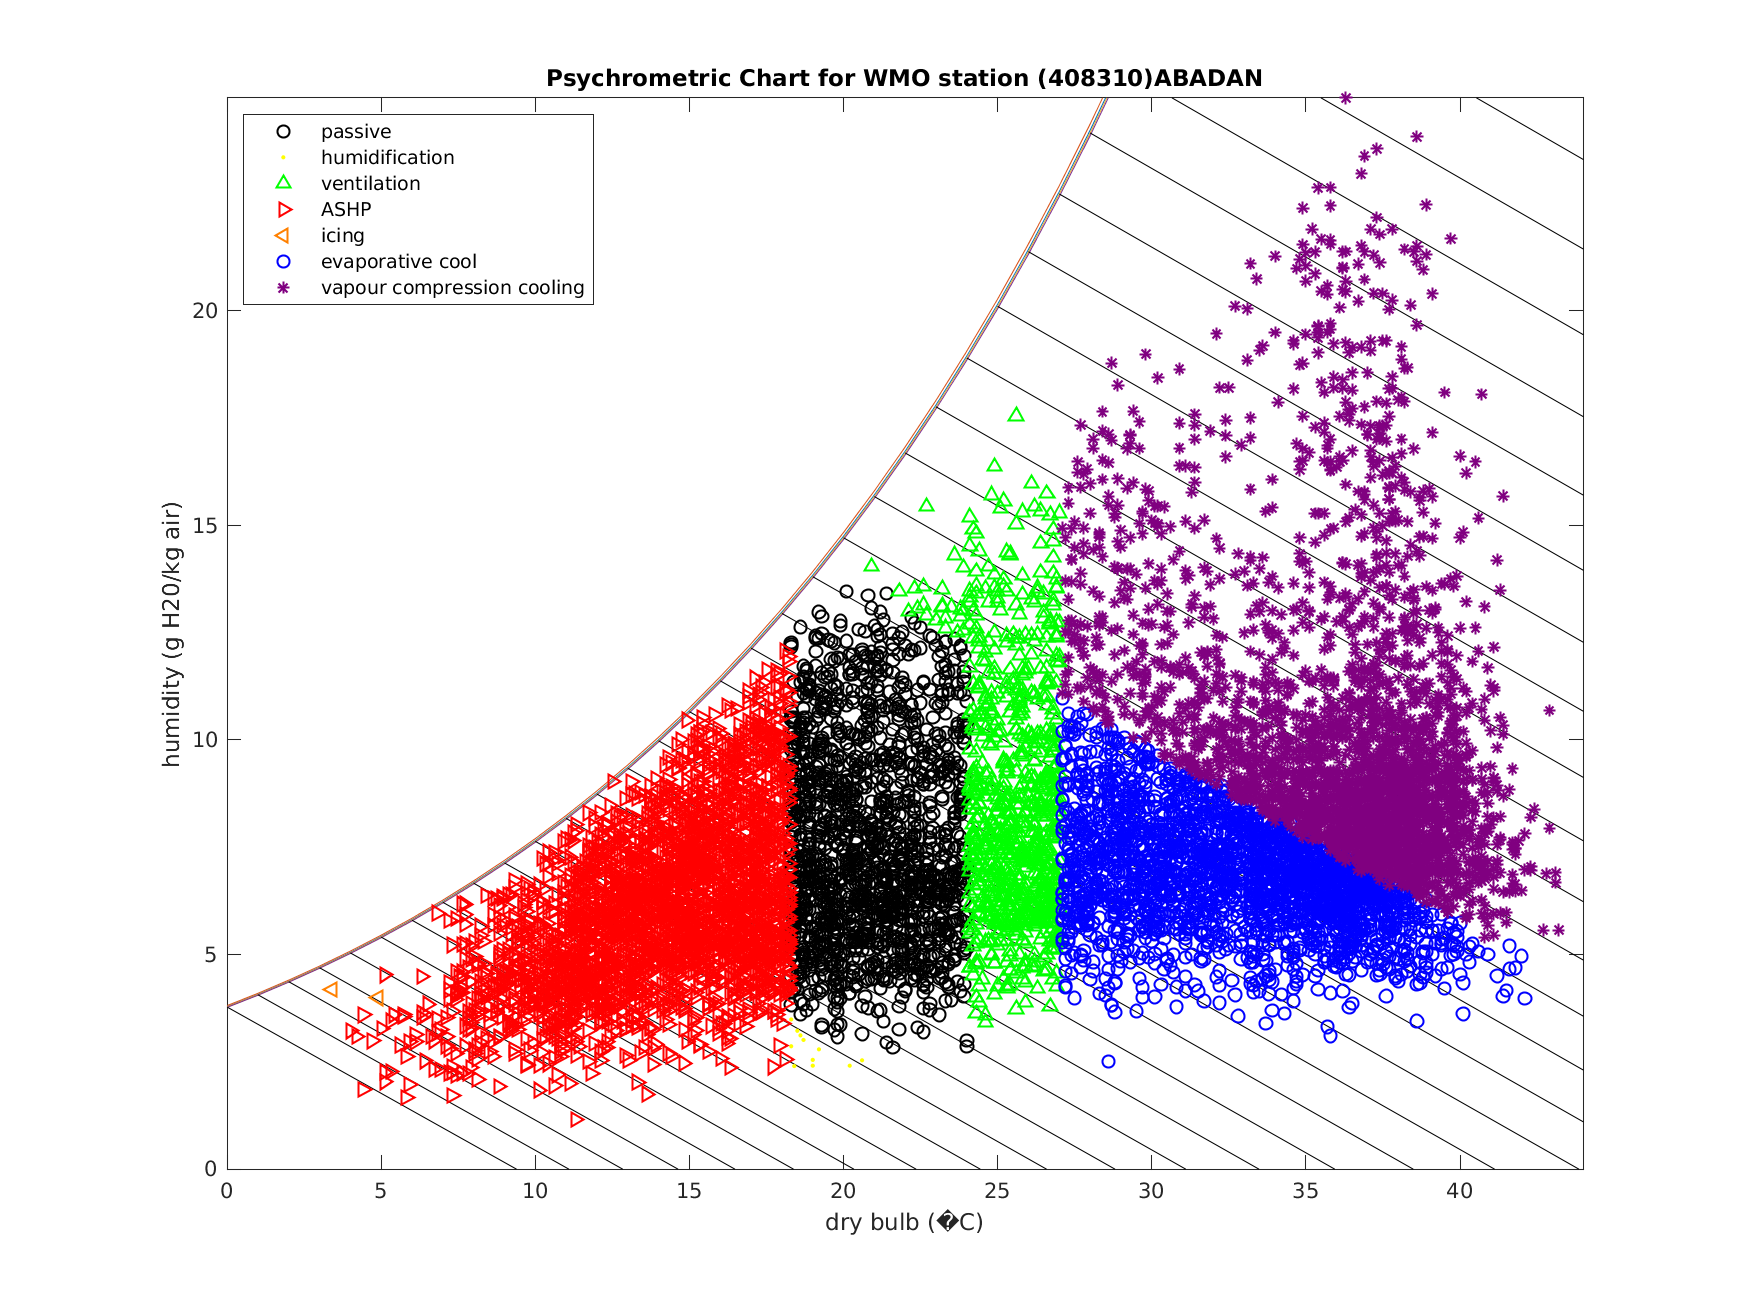 Psychrometric Chart for WMO station (408310)ABADAN
passive
humidification
ventilation
ASHP
icing
evaporative cool
vapour compression cooling
humidity (g H20/kg air)
20
15
10
5
0
0 5 10 15 20 25 30 35 40
dry bulb (�C)